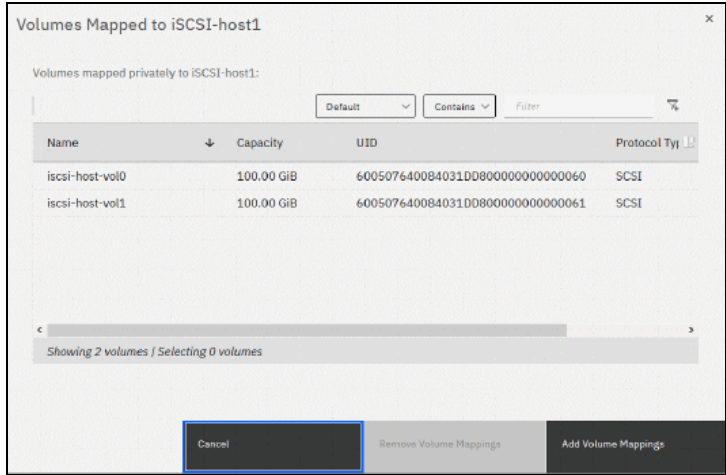 Volumes Mapped to iSCSI-host1
Volumes mapped privately to iSCSI-host1:
Default Contains Filter
Name Capacity UID Protocol Ty
iscsi-host-vol0 100.00 GiB 600507640084031DD800000000000060 SCSI
iscsi-host-vol1 100.00 GiB 600507640084031DD800000000000061 SCSI
Showing 2 volumes | Selecting 0 volumes
Cancel Remove Volume Mappings Add Volume Mappings